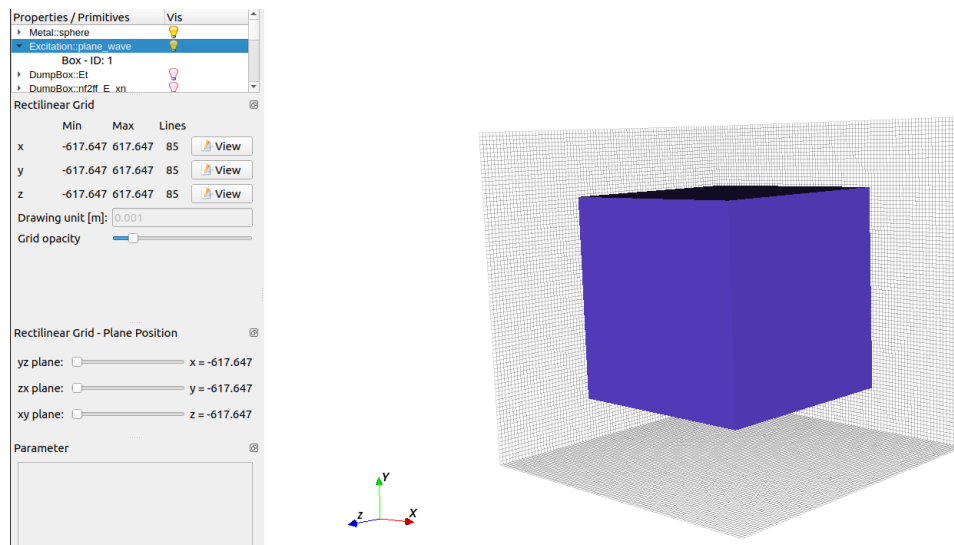 Properties / Primitives Vis
Metal::sphere
Excitation::plane_wave
Box - ID: 1
DumpBox::Et
DumpBox::nf2ff_E_xn
Rectilinear Grid
Min Max Lines
x -617.647 617.647 85 View
y -617.647 617.647 85 View
z -617.647 617.647 85 View
Drawing unit [m]: 0.001
Grid opacity
Rectilinear Grid - Plane Position
yz plane: x = -617.647
zx plane: y = -617.647
xy plane: z = -617.647
Parameter
Y
Z X